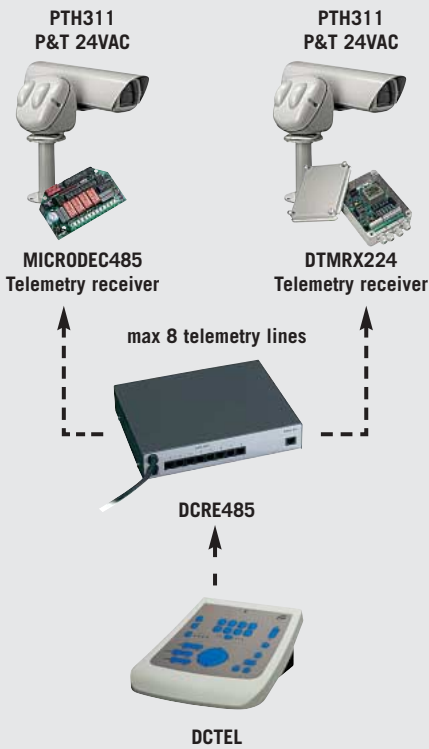 PTH311
P&T 24VAC
PTH311
P&T 24VAC
MICRODEC485
Telemetry receiver
DTMRX224
Telemetry receiver
max 8 telemetry lines
DCRE485
DCTEL